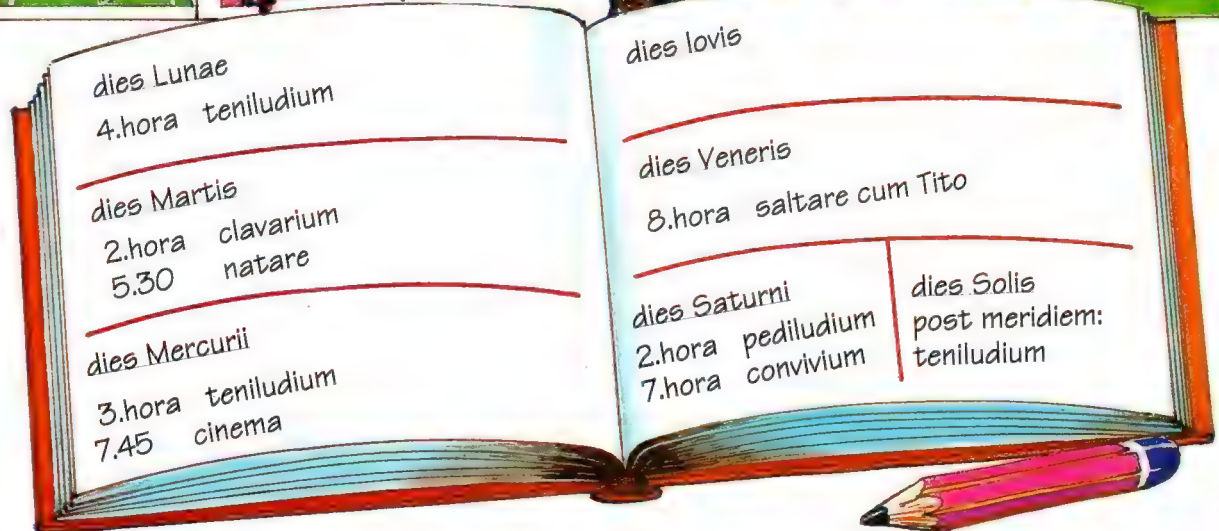 dies Lunae
4.hora teniludium
dies Martis
2.hora clavarium
5.30 natare
dies Mercurii
3.hora teniludium
7.45 cinema
dies Iovis
dies Veneris
8.hora saltare cum Tito
dies Saturni
2.hora pediludium
7.hora convivium
dies Solis
post meridiem:
teniludium